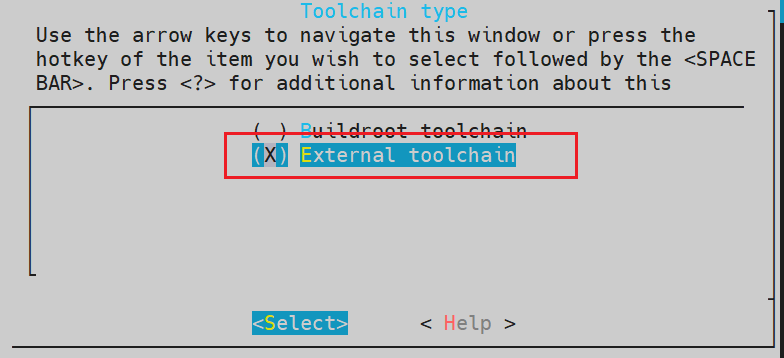 Toolchain type
Use the arrow keys to navigate this window or press the
hotkey of the item you wish to select followed by the <SPACE
BAR>. Press <?> for additional information about this
( ) Buildroot toolchain
(X) External toolchain
<Select> < Help >